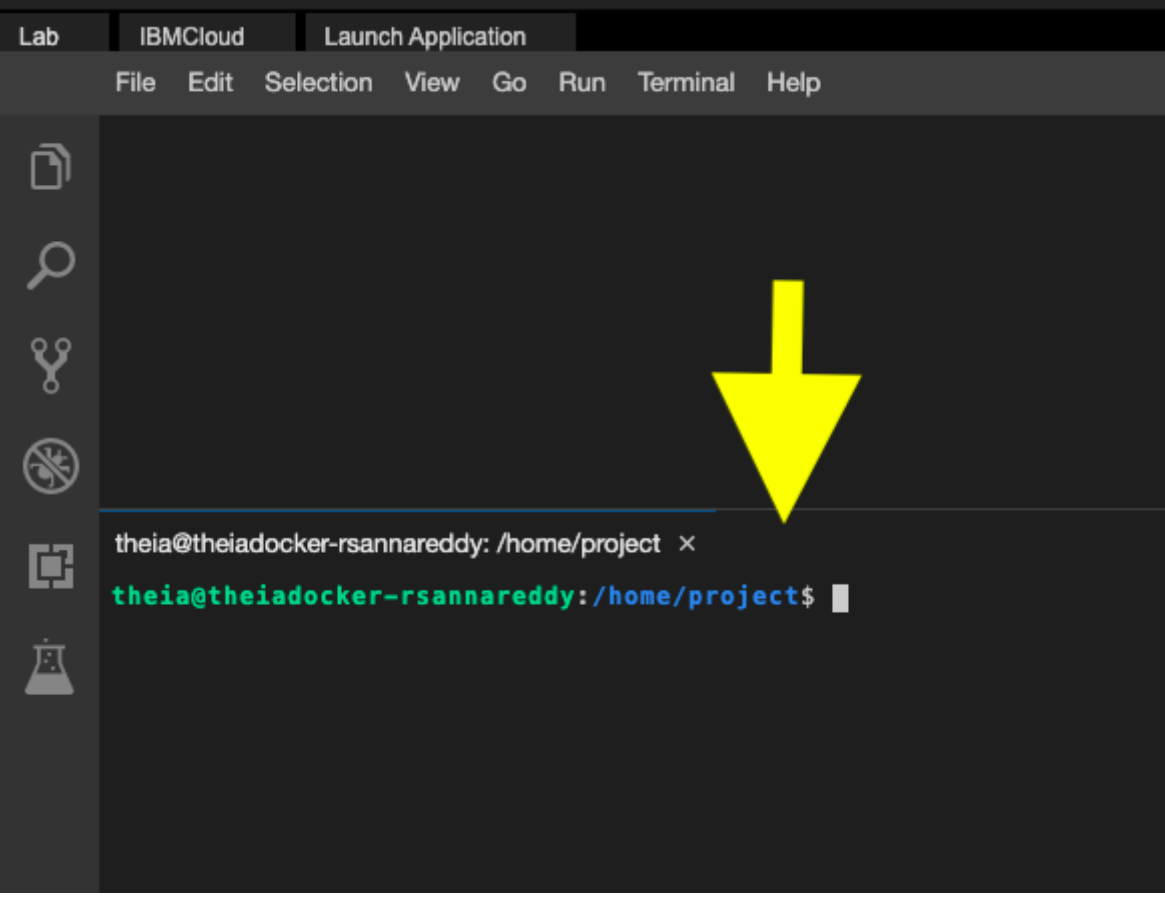 Lab IBMCloud Launch Application
File Edit Selection View Go Run Terminal Help
theia@theiadocker-rsannareddy: /home/project ×
theia@theiadocker-rsannareddy:/home/project$